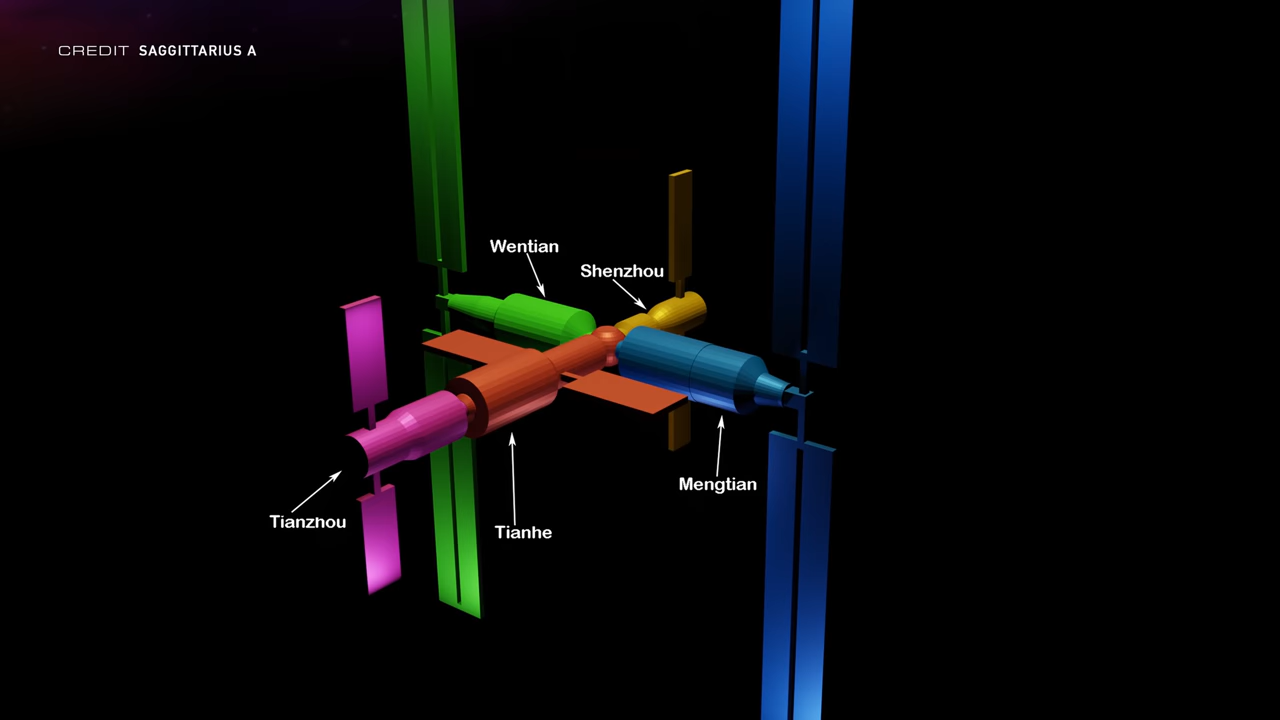 CREDIT SAGGITTARIUS A
Wentian
Shenzhou
Mengtian
Tianzhou
Tianhe